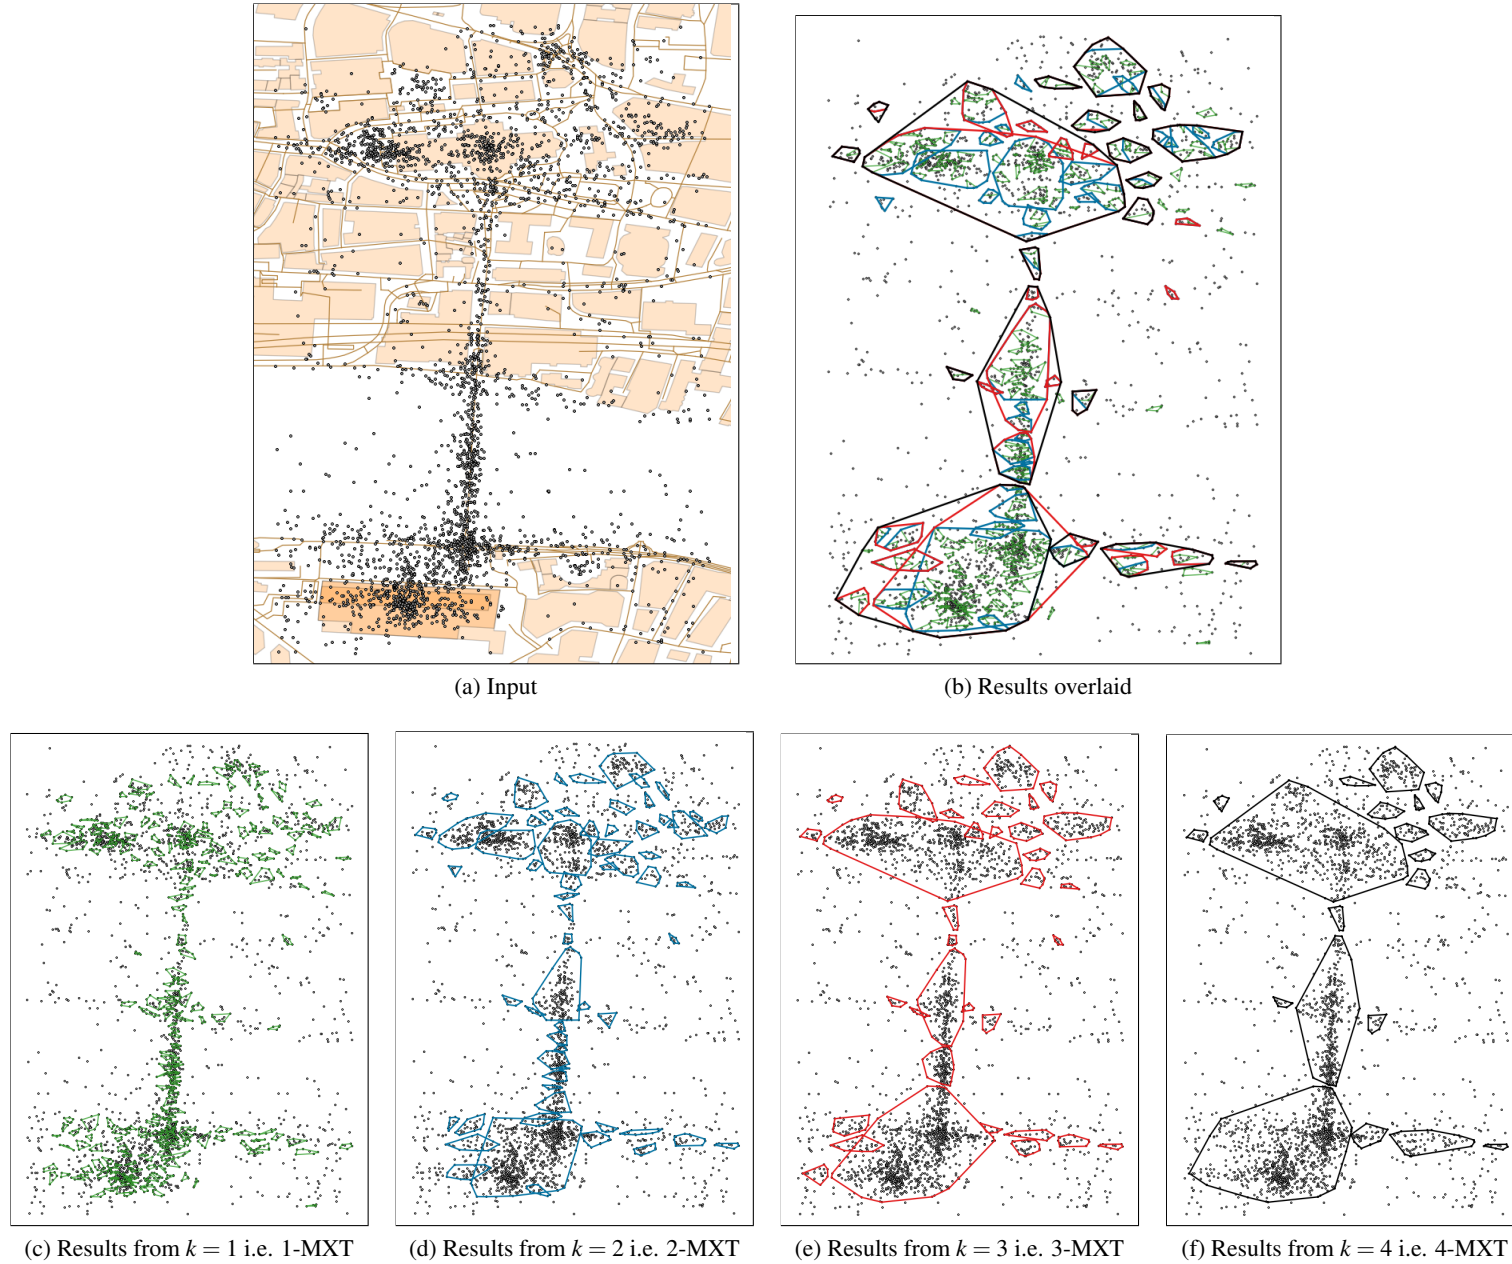 (a) Input
(b) Results overlaid
(c) Results from k = 1 i.e. 1-MXT
(d) Results from k = 2 i.e. 2-MXT
(e) Results from k = 3 i.e. 3-MXT
(f) Results from k = 4 i.e. 4-MXT